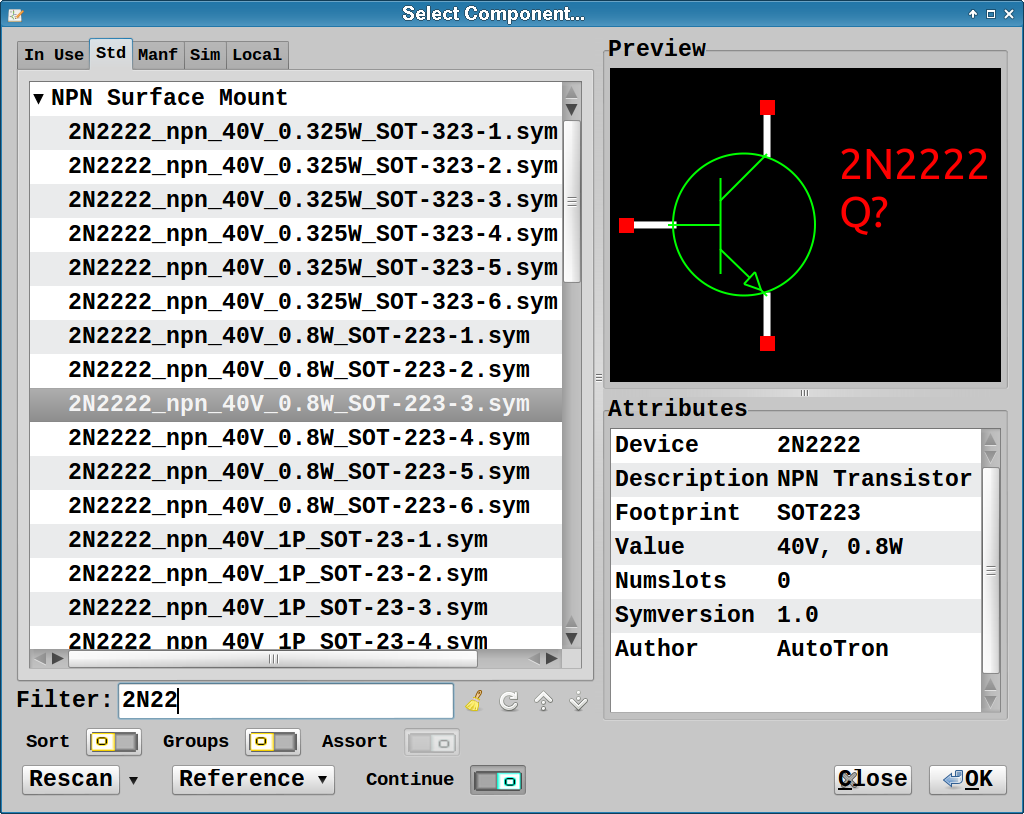 Select Component...
In Use Std Manf Sim Local
NPN Surface Mount
2N2222_npn_40V_0.325W_SOT-323-1.sym
2N2222_npn_40V_0.325W_SOT-323-2.sym
2N2222_npn_40V_0.325W_SOT-323-3.sym
2N2222_npn_40V_0.325W_SOT-323-4.sym
2N2222_npn_40V_0.325W_SOT-323-5.sym
2N2222_npn_40V_0.325W_SOT-323-6.sym
2N2222_npn_40V_0.8W_SOT-223-1.sym
2N2222_npn_40V_0.8W_SOT-223-2.sym
2N2222_npn_40V_0.8W_SOT-223-3.sym
2N2222_npn_40V_0.8W_SOT-223-4.sym
2N2222_npn_40V_0.8W_SOT-223-5.sym
2N2222_npn_40V_0.8W_SOT-223-6.sym
2N2222_npn_40V_1P_SOT-23-1.sym
2N2222_npn_40V_1P_SOT-23-2.sym
2N2222_npn_40V_1P_SOT-23-3.sym
2N2222_npn_40V_1P_SOT-23-4.sym
Filter: 2N22
Sort Groups Assort
Rescan Reference Continue
Preview
2N2222
Q?
Attributes
Device 2N2222
Description NPN Transistor
Footprint SOT223
Value 40V, 0.8W
Numslots 0
Symversion 1.0
Author AutoTron
Close OK